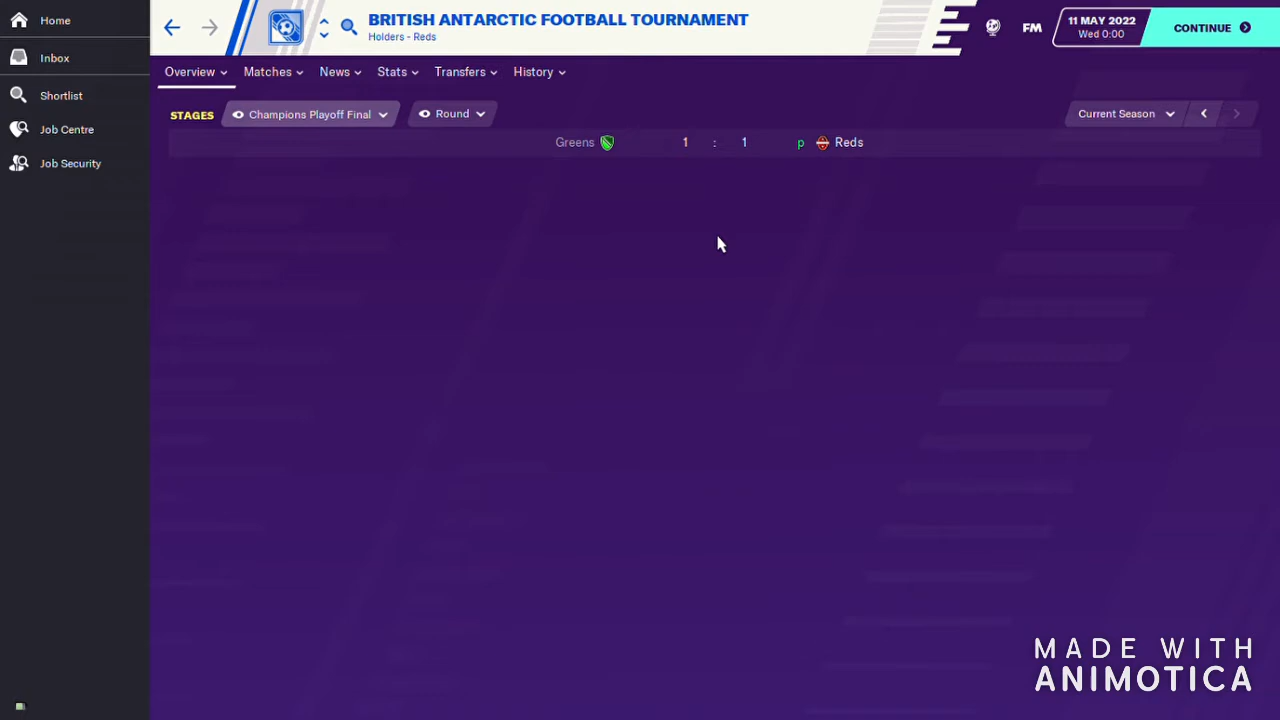 Home
Inbox
Shortlist
Job Centre
Job Security
BRITISH ANTARCTIC FOOTBALL TOURNAMENT
Holders - Reds
FM
11 MAY 2022
Wed 0:00
CONTINUE
Overview Matches News Stats Transfers History
STAGES Champions Playoff Final Round Current Season
Greens 1 : 1 p Reds
MADE WITH
ANIMOTICA